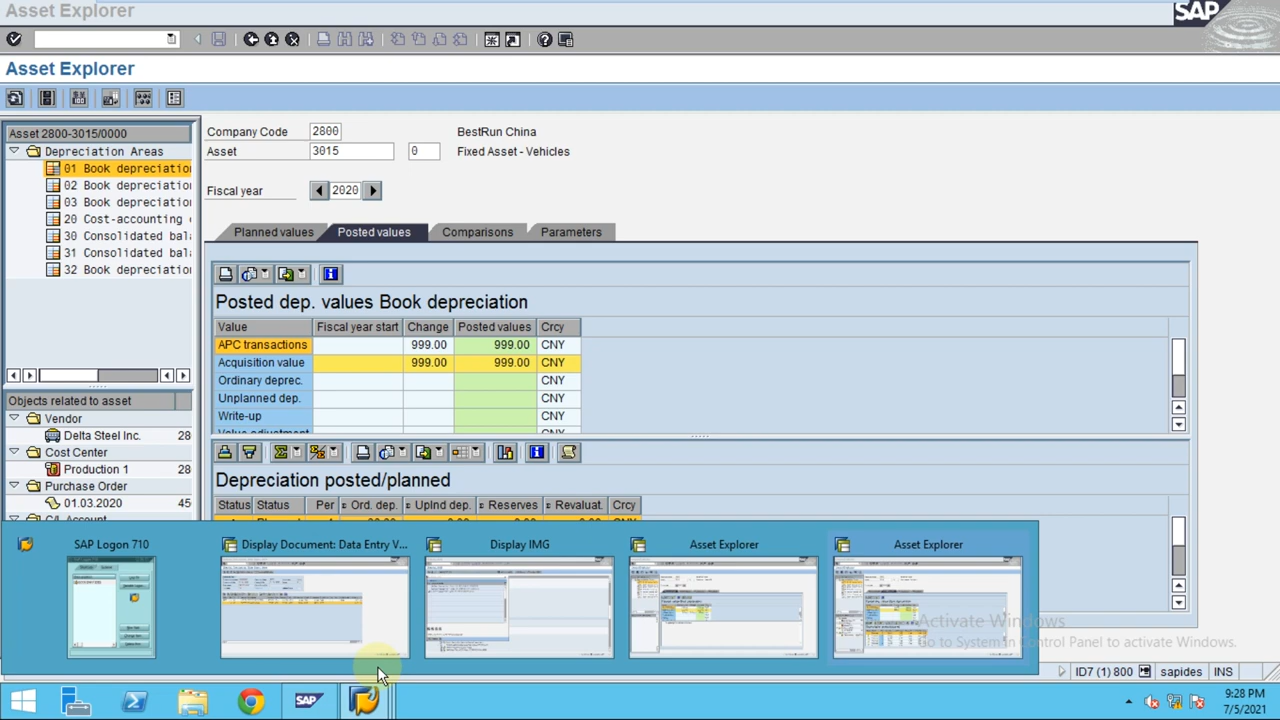 Asset Explorer
SAP
Asset Explorer
Asset 2800-3015/0000
Depreciation Areas
01 Book depreciatio
02 Book depreciatio
03 Book depreciatio
20 Cost-accounting
30 Consolidated bal
31 Consolidated bal
32 Book depreciatio
Objects related to asset
Vendor
Delta Steel Inc. 28
Cost Center
Production 1 28
Purchase Order
01.03.2020 45
G/L Account
Company Code 2800 BestRun China
Asset 3015 0 Fixed Asset - Vehicles
Fiscal year 2020
Planned values Posted values Comparisons Parameters
Posted dep. values Book depreciation
Value Fiscal year start Change Posted values Crcy
APC transactions 999.00 999.00 CNY
Acquisition value 999.00 999.00 CNY
Ordinary deprec. CNY
Unplanned dep. CNY
Write-up CNY
Value adjustment CNY
Depreciation posted/planned
Status Status Per Ord. dep. Uplnd dep. Reserves Revaluat. Crcy
SAP Logon 710 Display Document: Data Entry V... Display IMG Asset Explorer Asset Explorer
Activate Windows
Go to System in Control Panel to activate Windows.
ID7 (1) 800 sapides INS
SAP
9:28 PM
7/5/2021